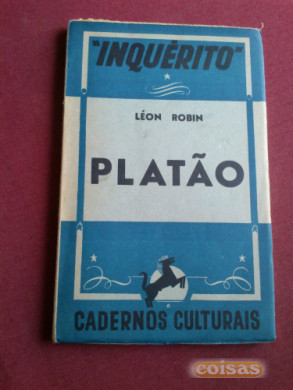 "INQUÉRITO"
LÉON ROBIN
PLATÃO
CADERNOS CULTURAIS
coisas